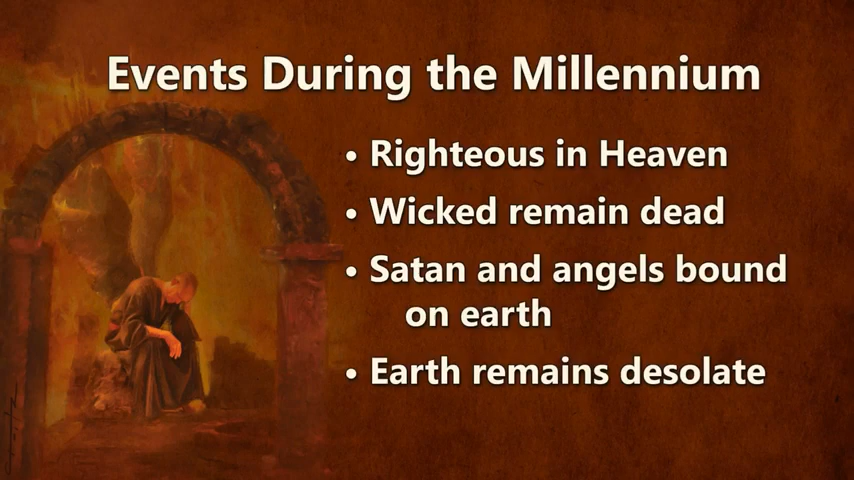 Events During the Millennium
• Righteous in Heaven
• Wicked remain dead
• Satan and angels bound
on earth
• Earth remains desolate